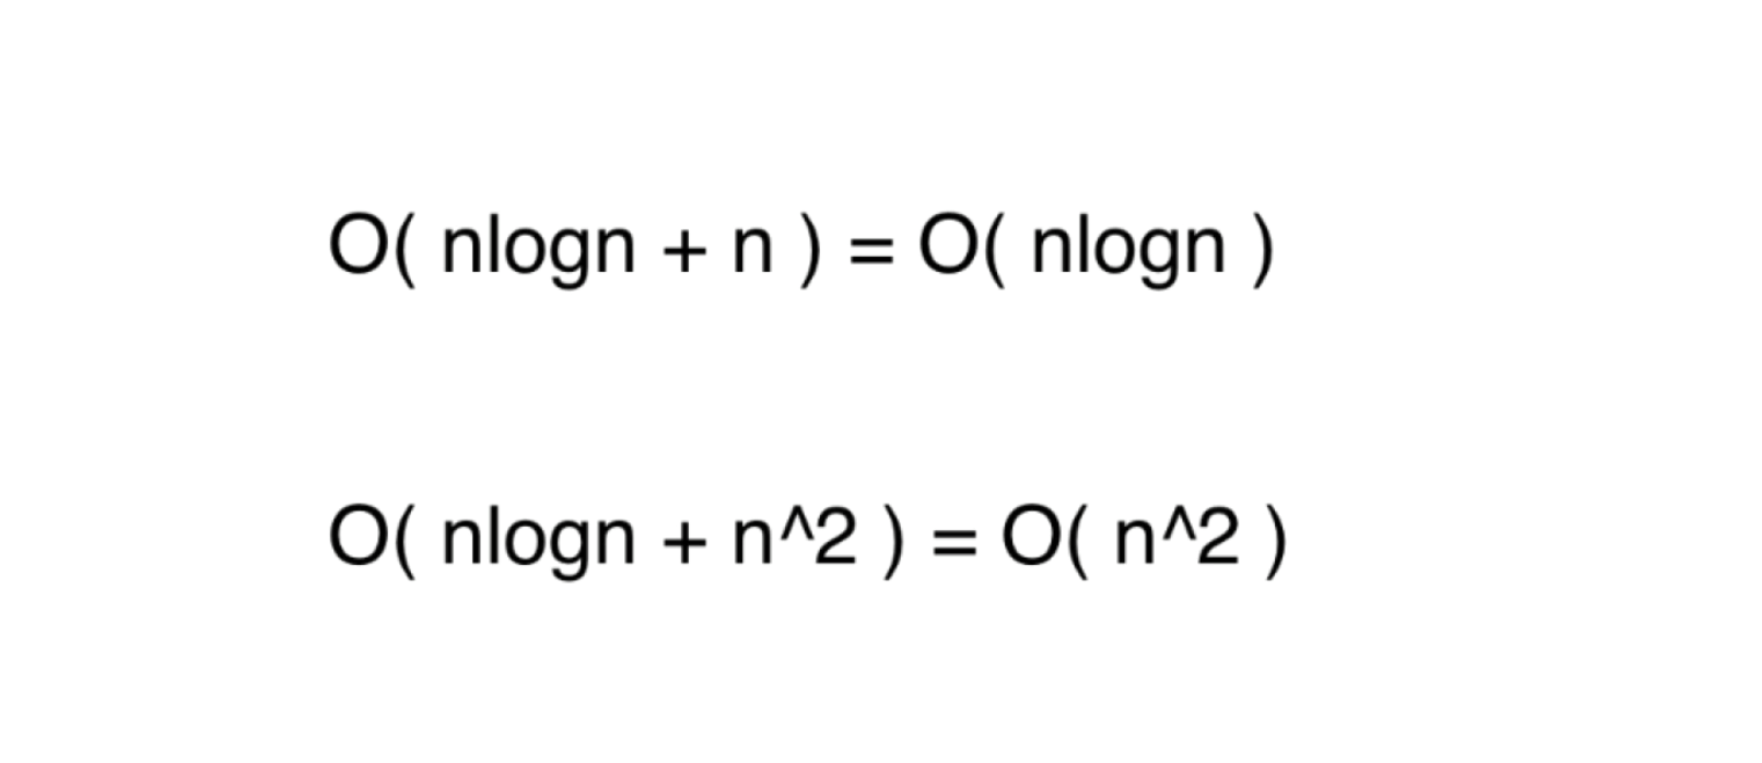 O( nlogn + n ) = O( nlogn )
O( nlogn + n^2 ) = O( n^2 )